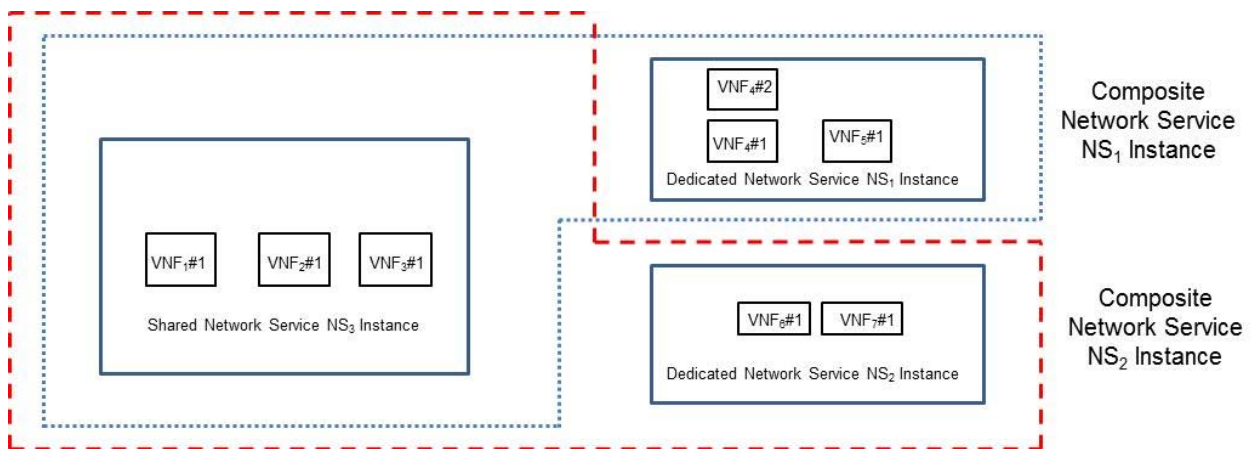 VNF₄#2
VNF₄#1
VNF₅#1
Dedicated Network Service NS₁ Instance
Composite
Network Service
NS₁ Instance
VNF₁#1
VNF₂#1
VNF₃#1
Shared Network Service NS₃ Instance
VNF₆#1
VNF₇#1
Dedicated Network Service NS₂ Instance
Composite
Network Service
NS₂ Instance